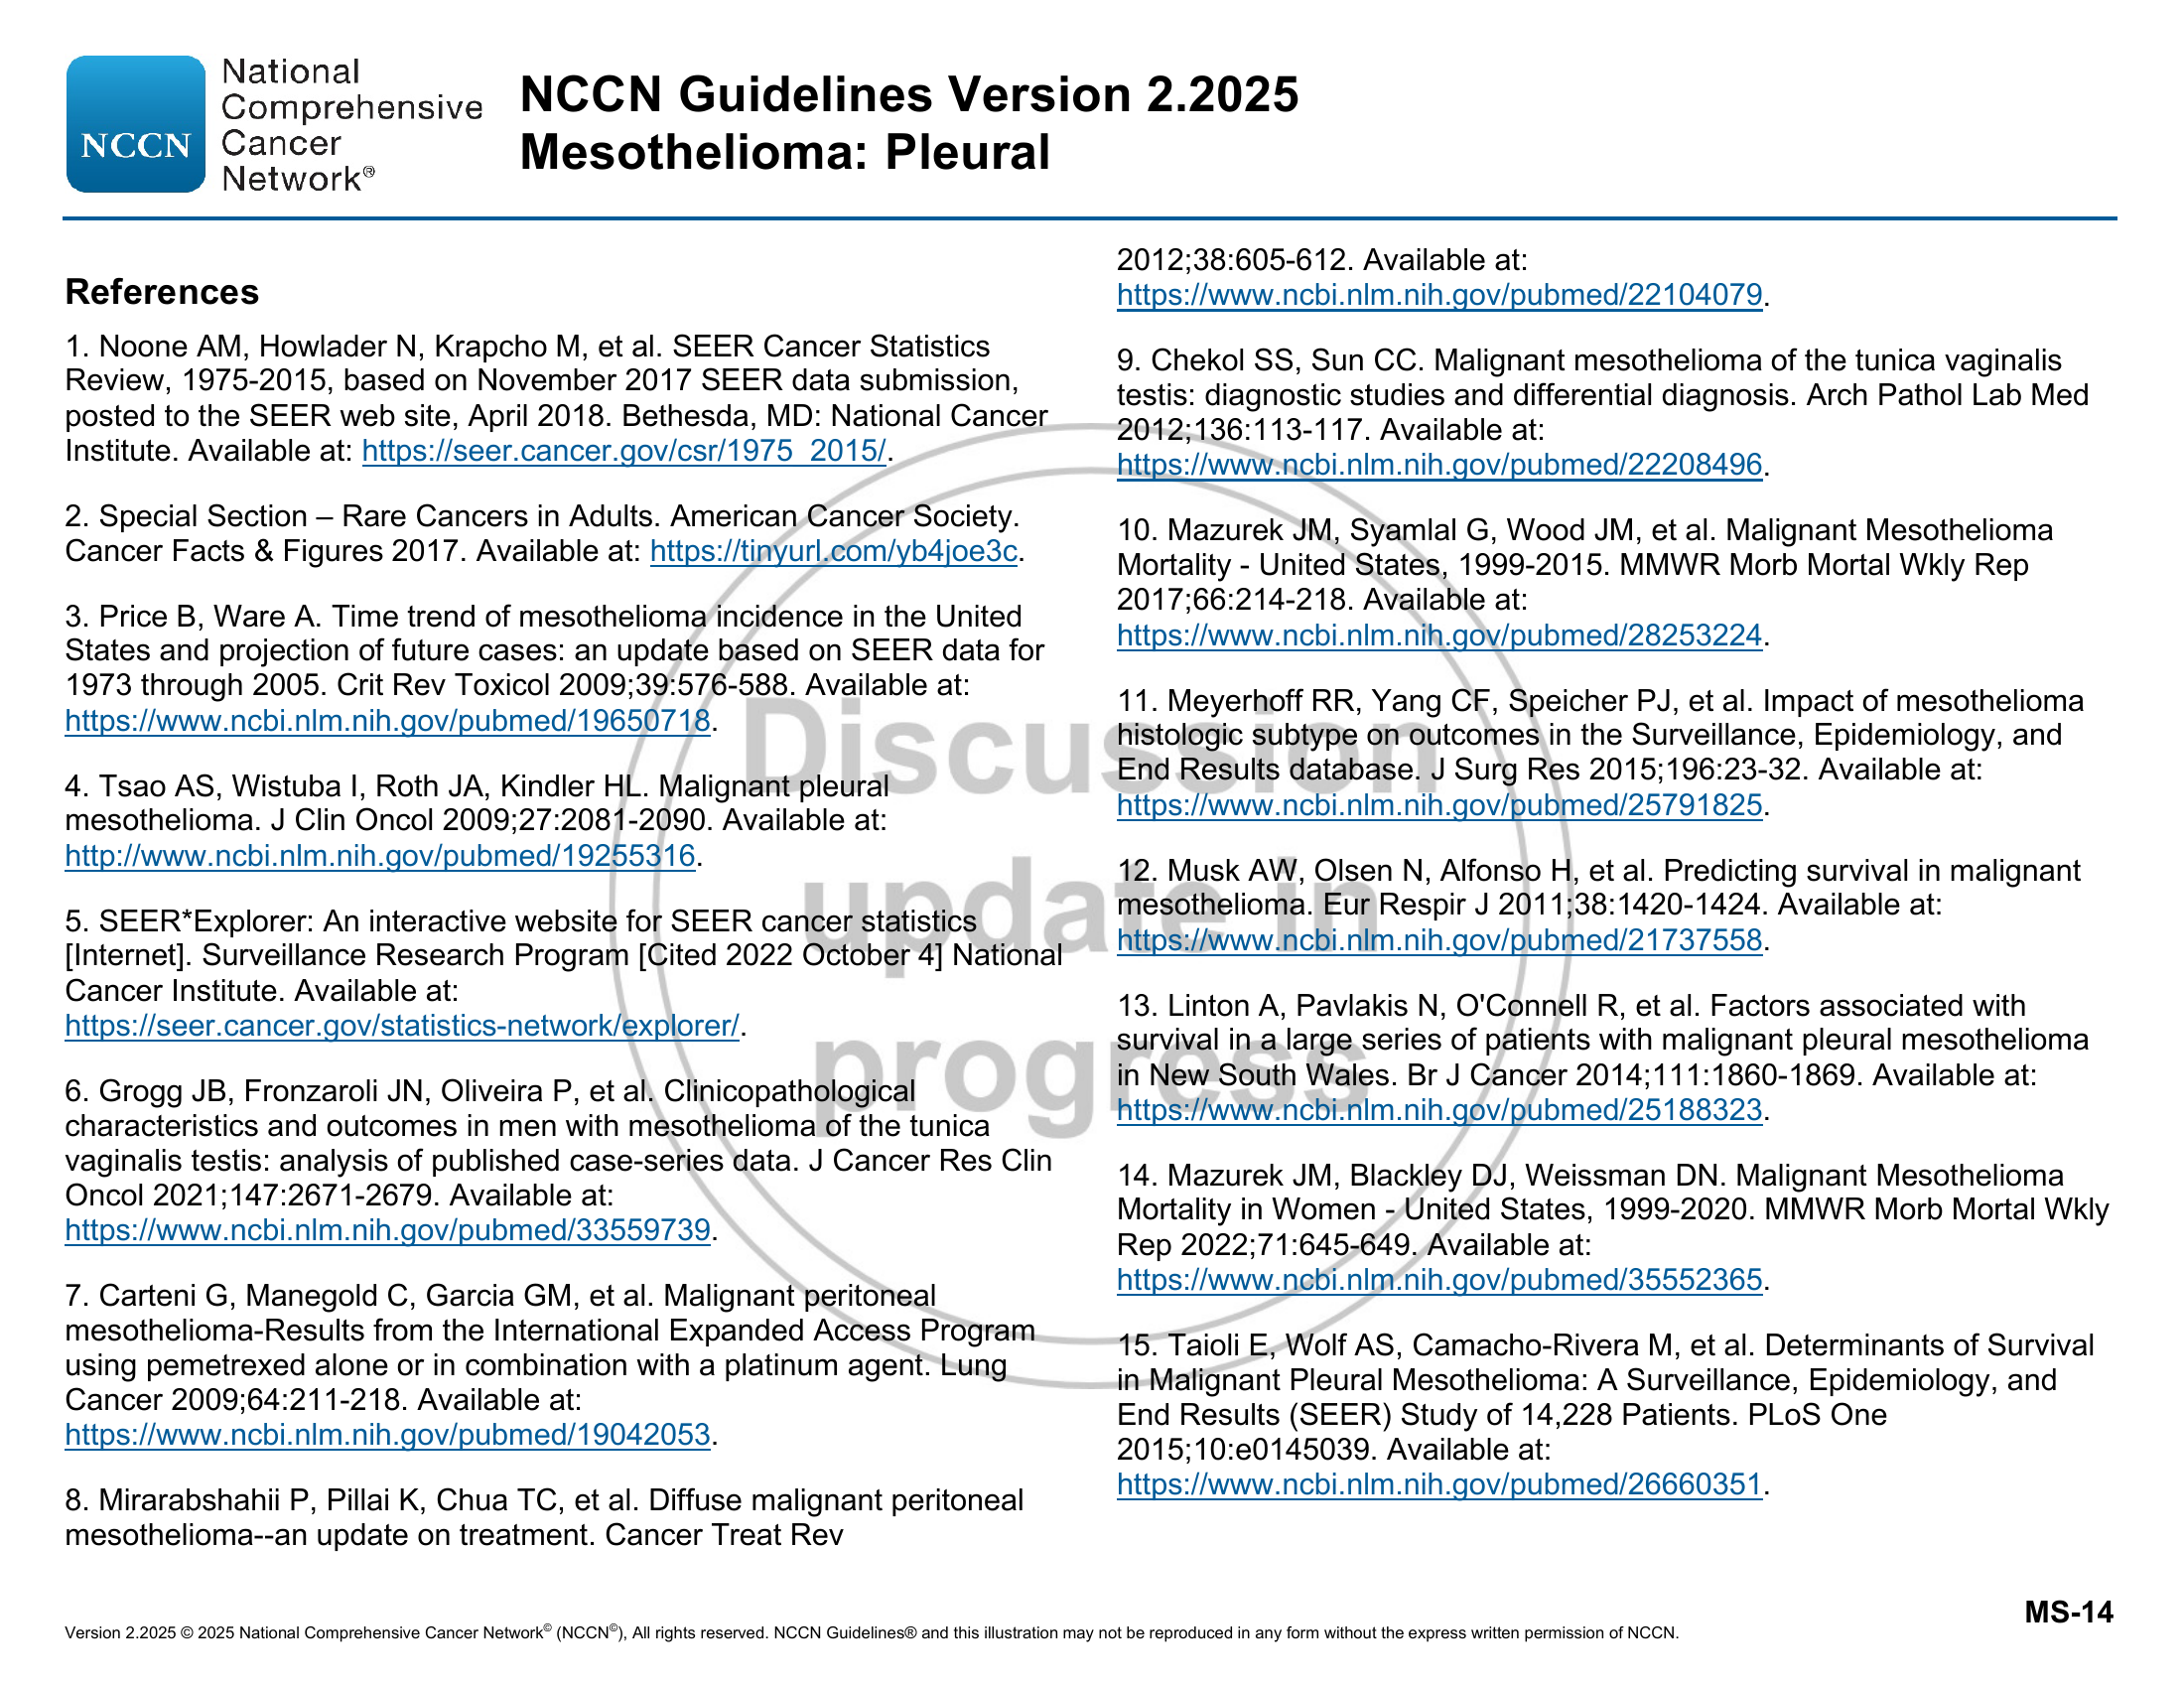 NCCN
National
Comprehensive
Cancer
Network®
NCCN Guidelines Version 2.2025
Mesothelioma: Pleural
References
1. Noone AM, Howlader N, Krapcho M, et al. SEER Cancer Statistics
Review, 1975-2015, based on November 2017 SEER data submission,
posted to the SEER web site, April 2018. Bethesda, MD: National Cancer
Institute. Available at: https://seer.cancer.gov/csr/1975_2015/.
2. Special Section – Rare Cancers in Adults. American Cancer Society.
Cancer Facts & Figures 2017. Available at: https://tinyurl.com/yb4joe3c.
3. Price B, Ware A. Time trend of mesothelioma incidence in the United
States and projection of future cases: an update based on SEER data for
1973 through 2005. Crit Rev Toxicol 2009;39:576-588. Available at:
https://www.ncbi.nlm.nih.gov/pubmed/19650718.
4. Tsao AS, Wistuba I, Roth JA, Kindler HL. Malignant pleural
mesothelioma. J Clin Oncol 2009;27:2081-2090. Available at:
http://www.ncbi.nlm.nih.gov/pubmed/19255316.
5. SEER*Explorer: An interactive website for SEER cancer statistics
[Internet]. Surveillance Research Program [Cited 2022 October 4] National
Cancer Institute. Available at:
https://seer.cancer.gov/statistics-network/explorer/.
6. Grogg JB, Fronzaroli JN, Oliveira P, et al. Clinicopathological
characteristics and outcomes in men with mesothelioma of the tunica
vaginalis testis: analysis of published case-series data. J Cancer Res Clin
Oncol 2021;147:2671-2679. Available at:
https://www.ncbi.nlm.nih.gov/pubmed/33559739.
7. Carteni G, Manegold C, Garcia GM, et al. Malignant peritoneal
mesothelioma-Results from the International Expanded Access Program
using pemetrexed alone or in combination with a platinum agent. Lung
Cancer 2009;64:211-218. Available at:
https://www.ncbi.nlm.nih.gov/pubmed/19042053.
8. Mirarabshahii P, Pillai K, Chua TC, et al. Diffuse malignant peritoneal
mesothelioma--an update on treatment. Cancer Treat Rev
2012;38:605-612. Available at:
https://www.ncbi.nlm.nih.gov/pubmed/22104079.
9. Chekol SS, Sun CC. Malignant mesothelioma of the tunica vaginalis
testis: diagnostic studies and differential diagnosis. Arch Pathol Lab Med
2012;136:113-117. Available at:
https://www.ncbi.nlm.nih.gov/pubmed/22208496.
10. Mazurek JM, Syamlal G, Wood JM, et al. Malignant Mesothelioma
Mortality - United States, 1999-2015. MMWR Morb Mortal Wkly Rep
2017;66:214-218. Available at:
https://www.ncbi.nlm.nih.gov/pubmed/28253224.
11. Meyerhoff RR, Yang CF, Speicher PJ, et al. Impact of mesothelioma
histologic subtype on outcomes in the Surveillance, Epidemiology, and
End Results database. J Surg Res 2015;196:23-32. Available at:
https://www.ncbi.nlm.nih.gov/pubmed/25791825.
12. Musk AW, Olsen N, Alfonso H, et al. Predicting survival in malignant
mesothelioma. Eur Respir J 2011;38:1420-1424. Available at:
https://www.ncbi.nlm.nih.gov/pubmed/21737558.
13. Linton A, Pavlakis N, O'Connell R, et al. Factors associated with
survival in a large series of patients with malignant pleural mesothelioma
in New South Wales. Br J Cancer 2014;111:1860-1869. Available at:
https://www.ncbi.nlm.nih.gov/pubmed/25188323.
14. Mazurek JM, Blackley DJ, Weissman DN. Malignant Mesothelioma
Mortality in Women - United States, 1999-2020. MMWR Morb Mortal Wkly
Rep 2022;71:645-649. Available at:
https://www.ncbi.nlm.nih.gov/pubmed/35552365.
15. Taioli E, Wolf AS, Camacho-Rivera M, et al. Determinants of Survival
in Malignant Pleural Mesothelioma: A Surveillance, Epidemiology, and
End Results (SEER) Study of 14,228 Patients. PLoS One
2015;10:e0145039. Available at:
https://www.ncbi.nlm.nih.gov/pubmed/26660351.
Discussion
update in
progress
MS-14
Version 2.2025 © 2025 National Comprehensive Cancer Network© (NCCN©), All rights reserved. NCCN Guidelines® and this illustration may not be reproduced in any form without the express written permission of NCCN.